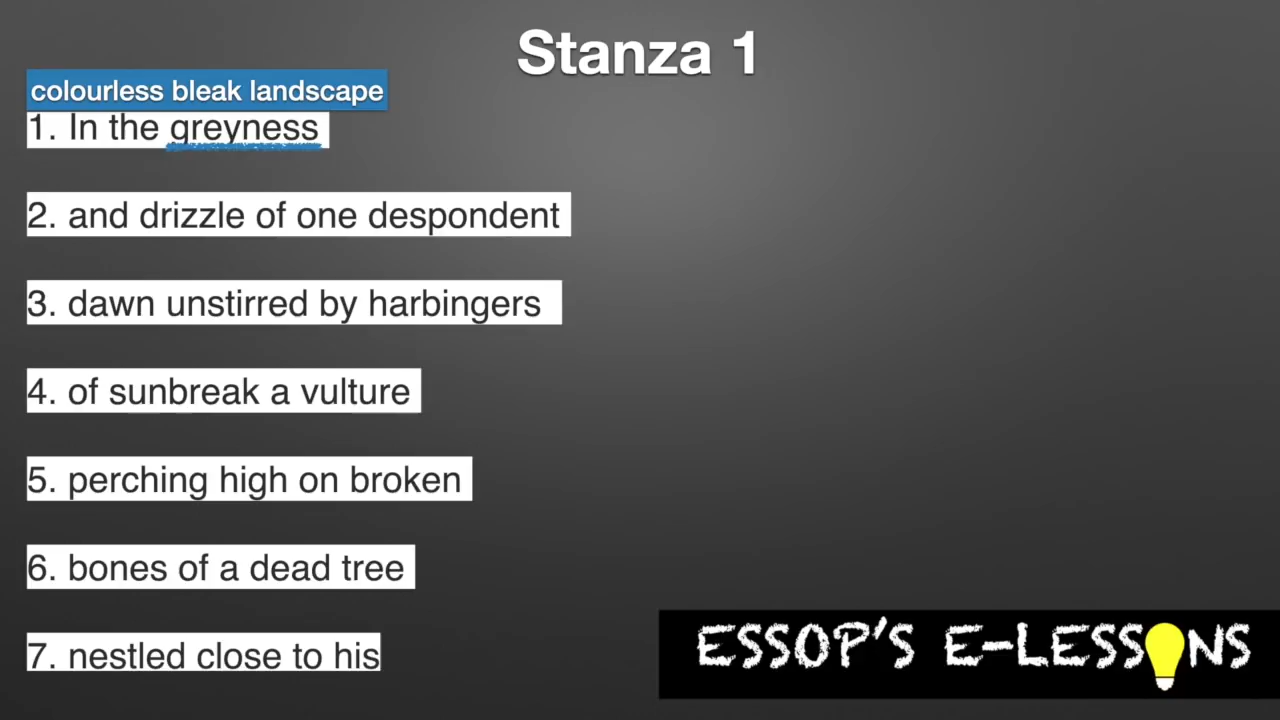 Stanza 1
colourless bleak landscape
1. In the greyness
2. and drizzle of one despondent
3. dawn unstirred by harbingers
4. of sunbreak a vulture
5. perching high on broken
6. bones of a dead tree
7. nestled close to his
ESSOP'S E-LESSONS